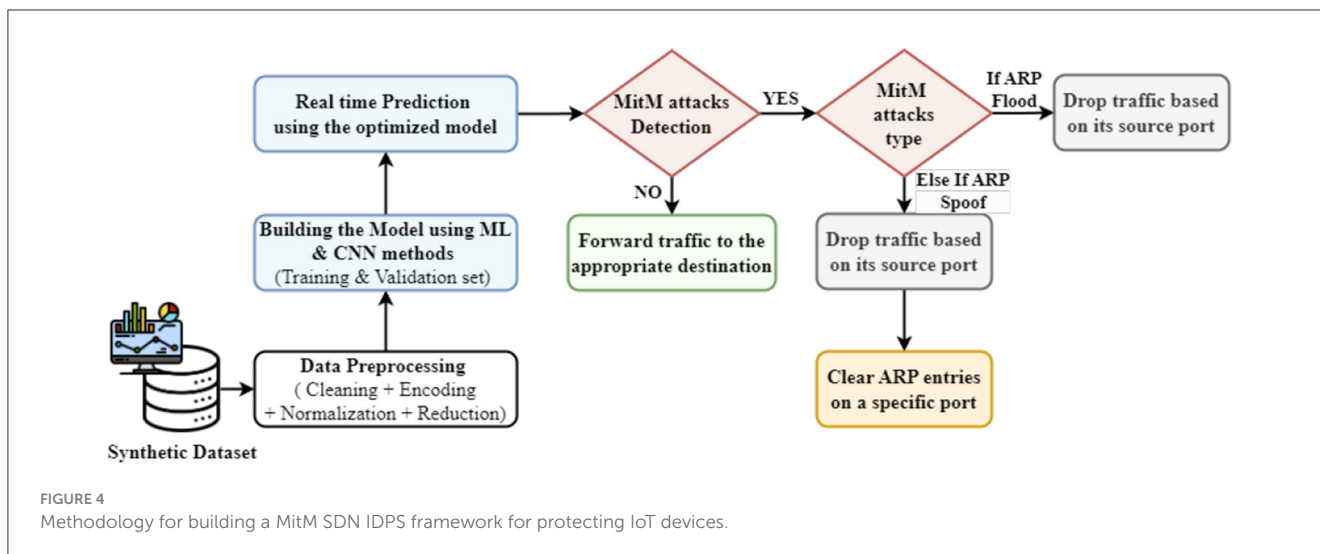 Real time Prediction
using the optimized model
MitM attacks
Detection
YES
MitM
attacks
type
If ARP
Flood
Drop traffic based
on its source port
NO
Else If ARP
Spoof
Building the Model using ML
& CNN methods
(Training & Validation set)
Forward traffic to the
appropriate destination
Drop traffic based
on its source port
Data Preprocessing
( Cleaning + Encoding
+ Normalization + Reduction)
Clear ARP entries
on a specific port
Synthetic Dataset
FIGURE 4
Methodology for building a MitM SDN IDPS framework for protecting IoT devices.